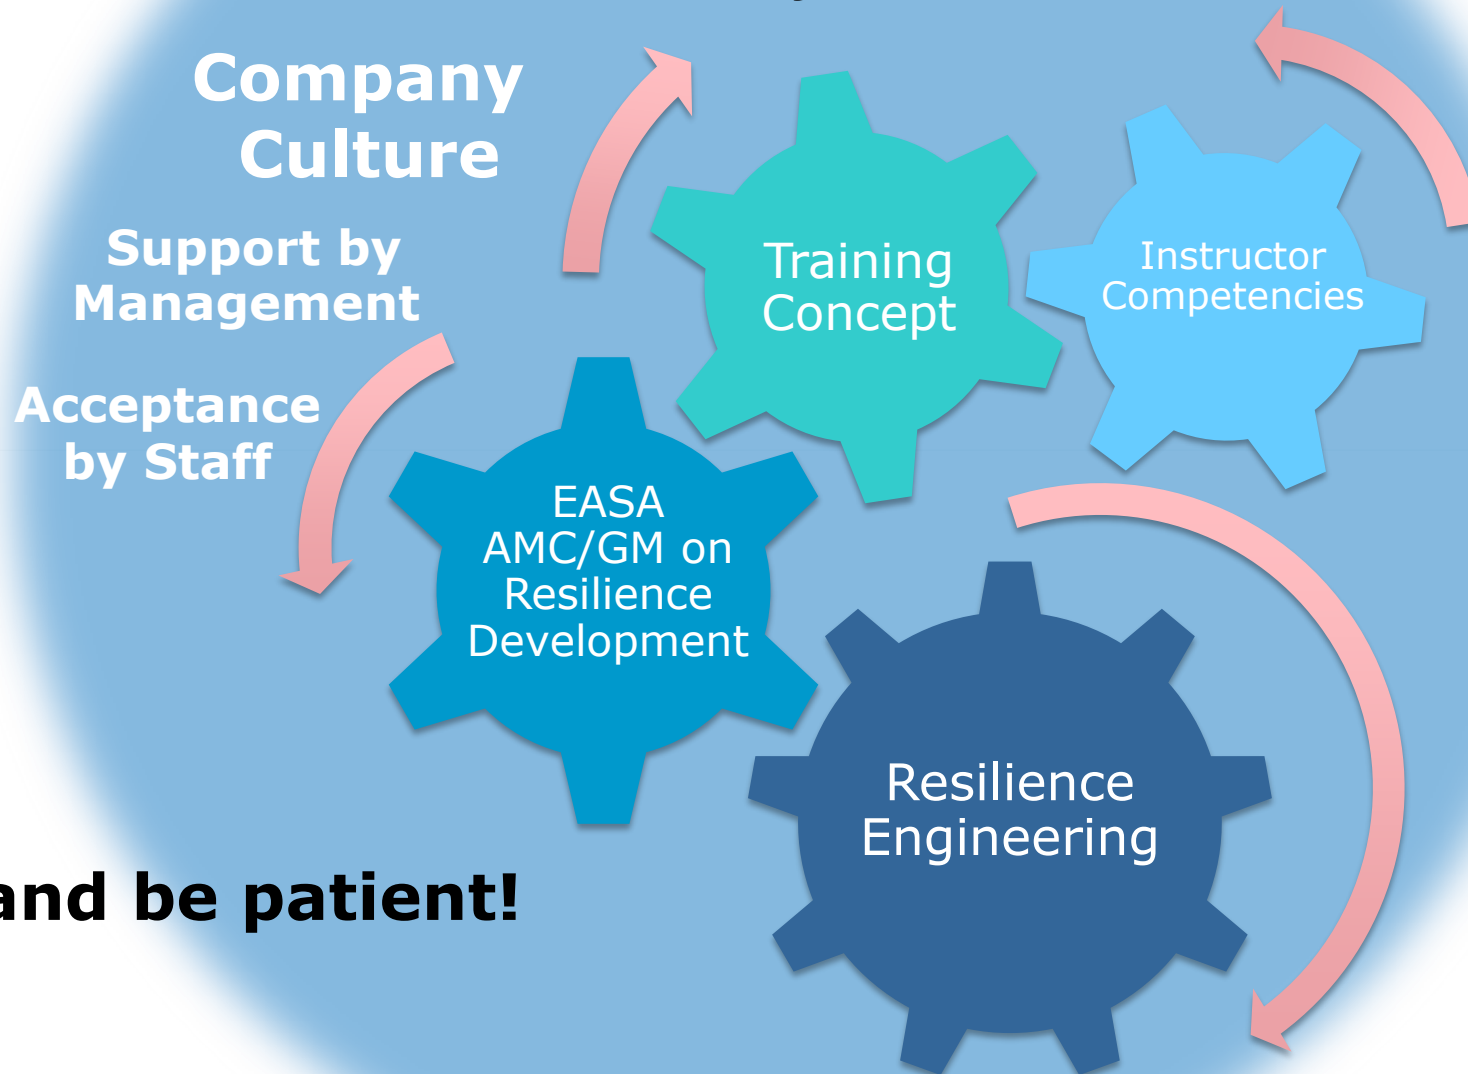 Company
Culture
Support by
Management
Acceptance
by Staff
Training
Concept
Instructor
Competencies
EASA
AMC/GM on
Resilience
Development
Resilience
Engineering
and be patient!